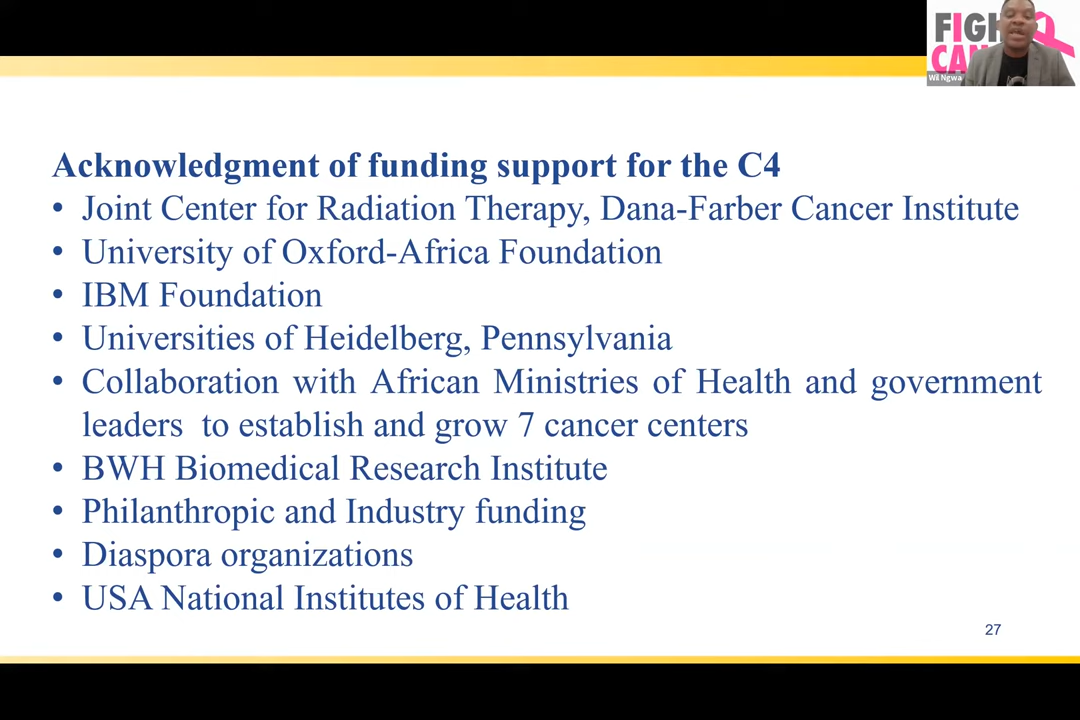 FIGH
CAN
Wil Ngwa
Acknowledgment of funding support for the C4
• Joint Center for Radiation Therapy, Dana-Farber Cancer Institute
• University of Oxford-Africa Foundation
• IBM Foundation
• Universities of Heidelberg, Pennsylvania
• Collaboration with African Ministries of Health and government
leaders to establish and grow 7 cancer centers
• BWH Biomedical Research Institute
• Philanthropic and Industry funding
• Diaspora organizations
• USA National Institutes of Health
27